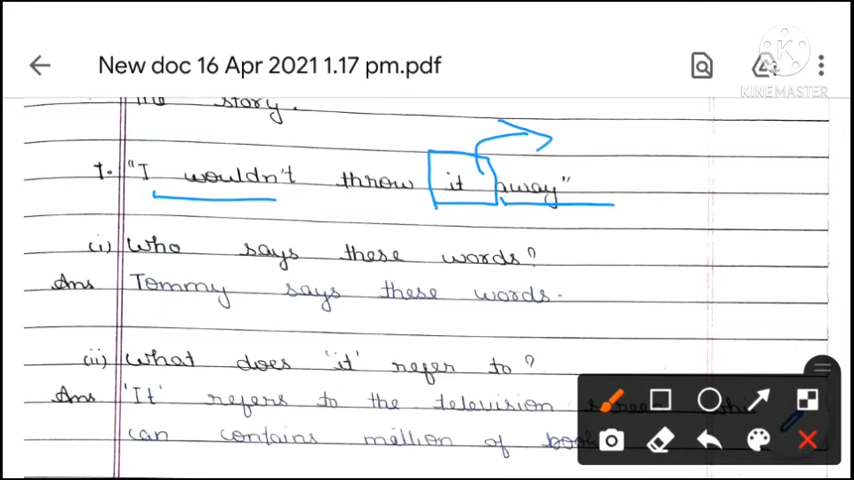 New doc 16 Apr 2021 1.17 pm.pdf
KINEMASTER
the story.
1. "I wouldn't throw it away"
(i) Who says these words?
Ans Tommy says these words.
(ii) What does 'it' refer to?
Ans 'It' refers to the television
can contains million of